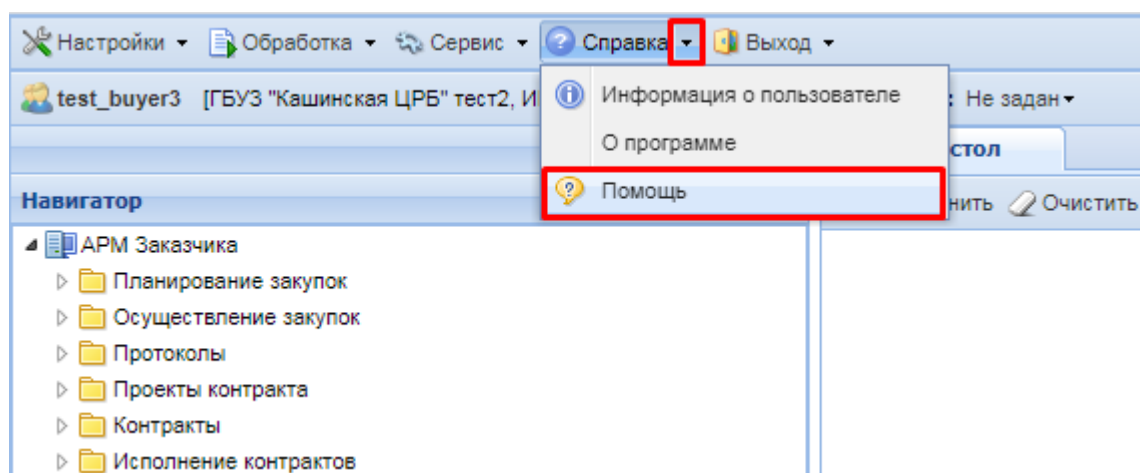 Настройки Обработка Сервис Справка Выход
test_buyer3 [ГБУЗ "Кашинская ЦРБ" тест2, И : Не задан
Информация о пользователе
О программе
стол
Помощь
Навигатор
нить Очистить
АРМ Заказчика
Планирование закупок
Осуществление закупок
Протоколы
Проекты контракта
Контракты
Исполнение контрактов